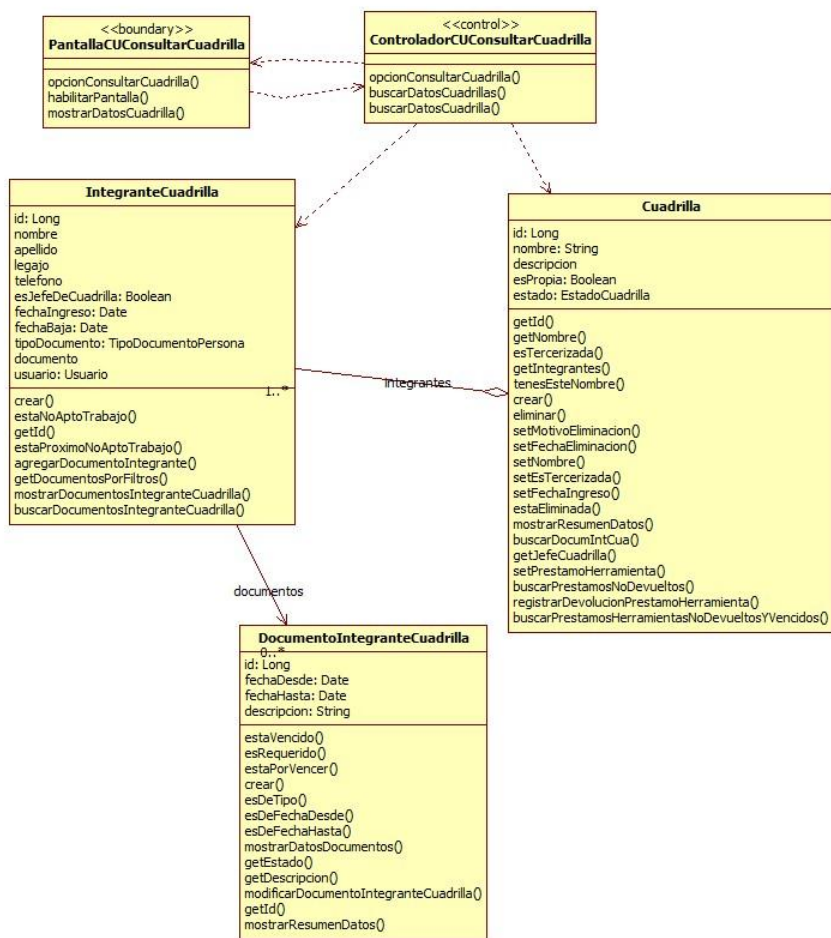 <<boundary>>
PantallaCUConsultarCuadrilla
opcionConsultarCuadrilla()
habilitarPantalla()
mostrarDatosCuadrilla()
<<control>>
ControladorCUConsultarCuadrilla
opcionConsultarCuadrilla()
buscarDatosCuadrillas()
buscarDatosCuadrilla()
IntegranteCuadrilla
id: Long
nombre
apellido
legajo
telefono
esJefeDeCuadrilla: Boolean
fechaIngreso: Date
fechaBaja: Date
tipoDocumento: TipoDocumentoPersona
documento
usuario: Usuario
1..*
crear()
estaNoAptoTrabajo()
getId()
estaProximoNoAptoTrabajo()
agregarDocumentoIntegrante()
getDocumentosPorFiltros()
mostrarDocumentosIntegranteCuadrilla()
buscarDocumentosIntegranteCuadrilla()
integrantes
Cuadrilla
id: Long
nombre: String
descripcion
esPropia: Boolean
estado: EstadoCuadrilla
getId()
getNombre()
esTercerizada()
getIntegrantes()
tenesEsteNombre()
crear()
eliminar()
setMotivoEliminacion()
setFechaEliminacion()
setNombre()
setEsTercerizada()
setFechaIngreso()
estaEliminada()
mostrarResumenDatos()
buscarDocumIntCua()
getJefeCuadrilla()
setPrestamoHerramienta()
buscarPrestamosNoDevueltos()
registrarDevolucionPrestamoHerramienta()
buscarPrestamosHerramientasNoDevueltosYVencidos()
documentos
DocumentoIntegranteCuadrilla
0..*
id: Long
fechaDesde: Date
fechaHasta: Date
descripcion: String
estaVencido()
esRequerido()
estaPorVencer()
crear()
esDeTipo()
esDeFechaDesde()
esDeFechaHasta()
mostrarDatosDocumentos()
getEstado()
getDescripcion()
modificarDocumentoIntegranteCuadrilla()
getId()
mostrarResumenDatos()